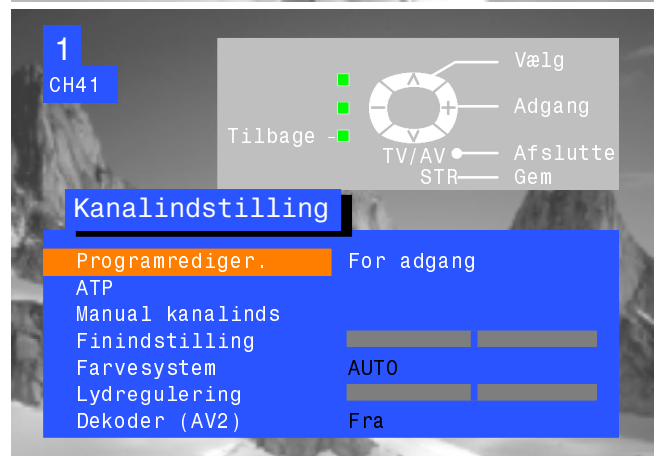 1
CH41
Vælg
Adgang
Tilbage
TV/AV Afslutte
STR Gem
Kanalindstilling
Programrediger. For adgang
ATP
Manual kanalinds
Finindstilling
Farvesystem AUTO
Lydregulering
Dekoder (AV2) Fra